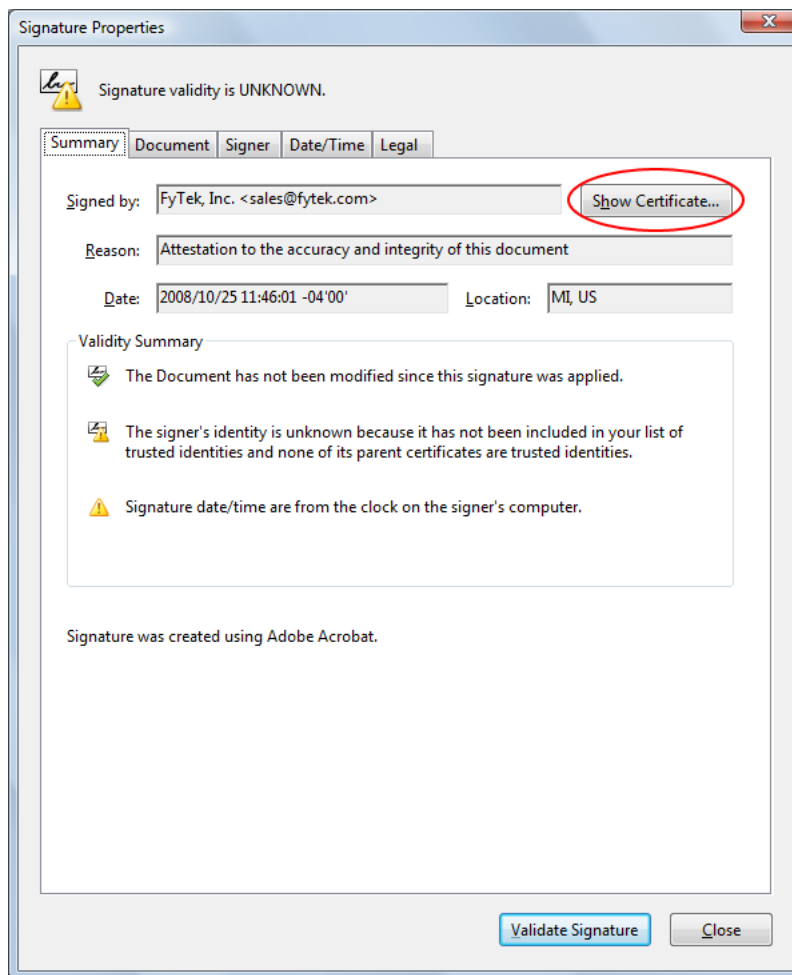 Signature Properties
Signature validity is UNKNOWN.
Summary Document Signer Date/Time Legal
Signed by: FyTek, Inc. <sales@fytek.com> Show Certificate...
Reason: Attestation to the accuracy and integrity of this document
Date: 2008/10/25 11:46:01 -04'00' Location: MI, US
Validity Summary
The Document has not been modified since this signature was applied.
The signer's identity is unknown because it has not been included in your list of
trusted identities and none of its parent certificates are trusted identities.
Signature date/time are from the clock on the signer's computer.
Signature was created using Adobe Acrobat.
Validate Signature Close